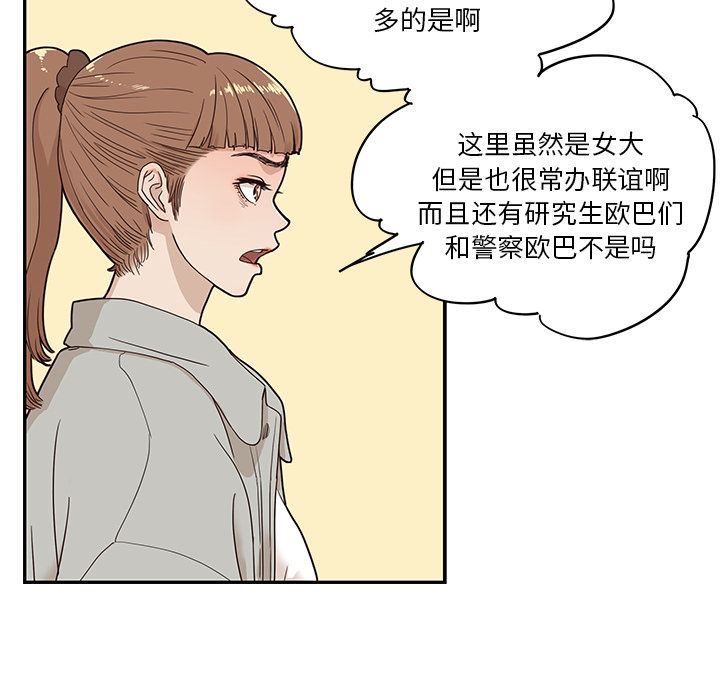 多的是啊
这里虽然是女大
但是也很常办联谊啊
而且还有研究生欧巴们
和警察欧巴不是吗